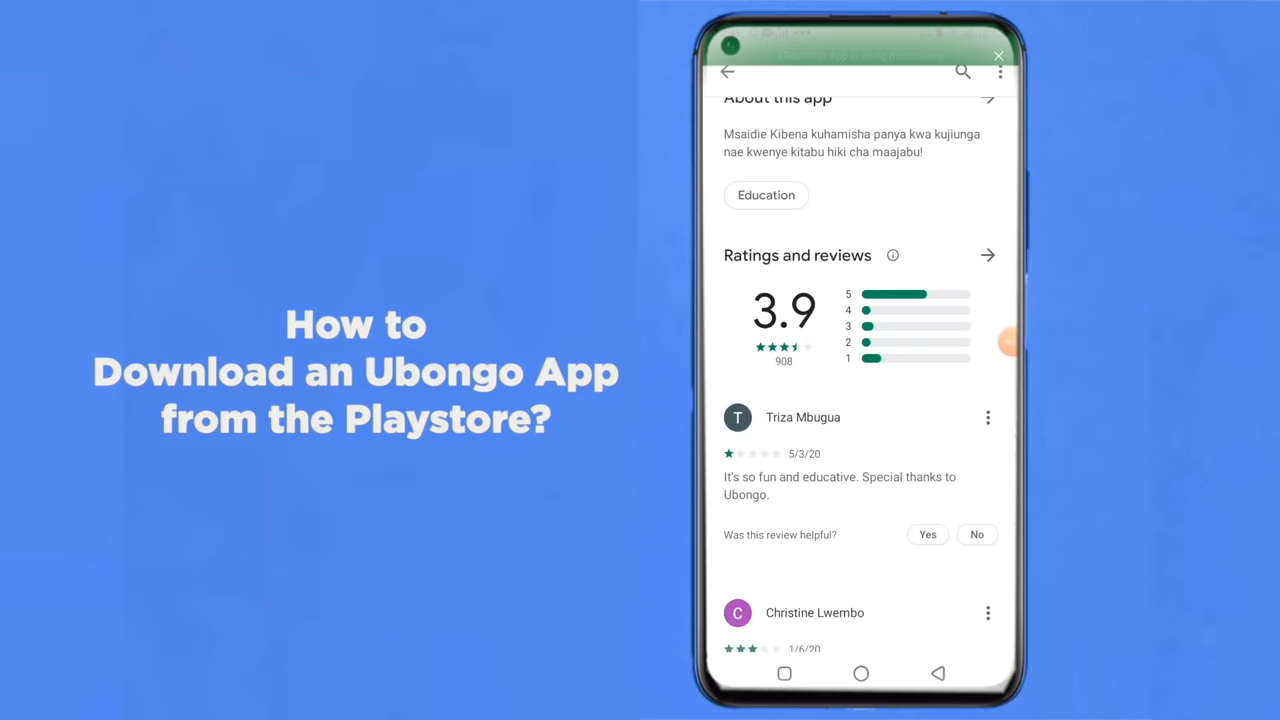 How to
Download an Ubongo App
from the Playstore?
About this app
Msaidie Kibena kuhamisha panya kwa kujiunga
nae kwenye kitabu hiki cha maajabu!
Education
Ratings and reviews
3.9
908
5
4
3
2
1
T Triza Mbugua
5/3/20
It's so fun and educative. Special thanks to
Ubongo.
Was this review helpful? Yes No
C Christine Lwembo
1/6/20